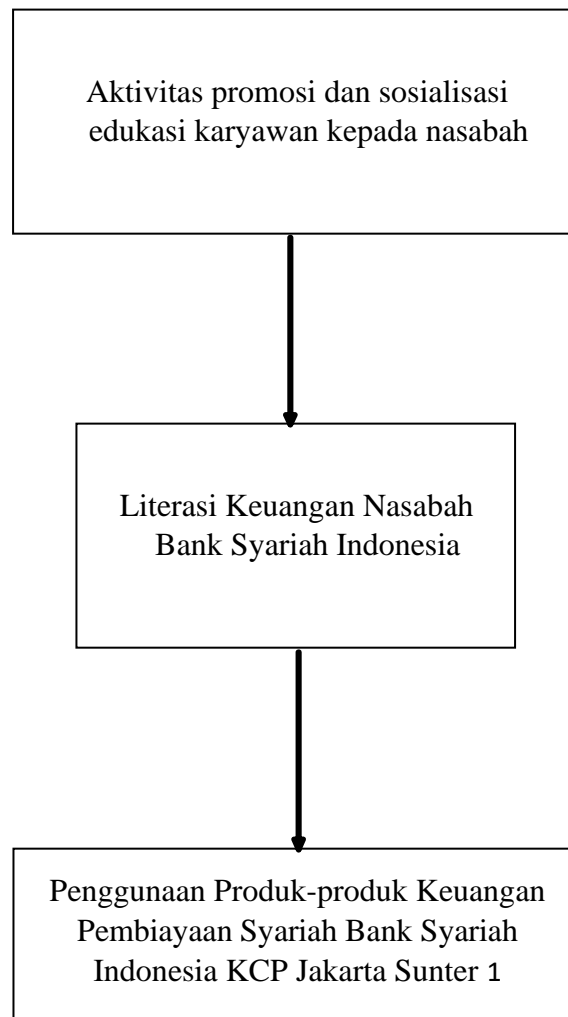 Aktivitas promosi dan sosialisasi
edukasi karyawan kepada nasabah
Literasi Keuangan Nasabah
Bank Syariah Indonesia
Penggunaan Produk-produk Keuangan
Pembiayaan Syariah Bank Syariah
Indonesia KCP Jakarta Sunter 1